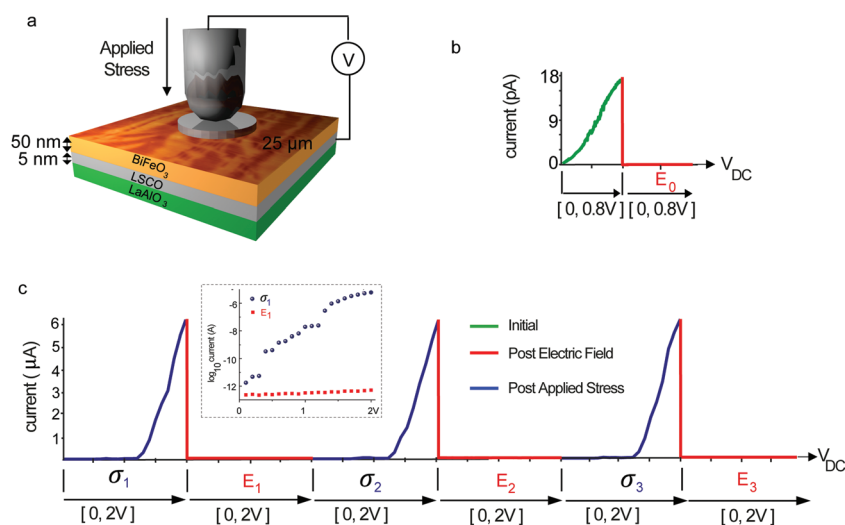 a
Applied
Stress
V
50 nm
5 nm
25 μm
BiFeO3
LSCO
LaAlO3
b
18
current (pA)
0
E0
VDC
[ 0, 0.8V]
[ 0, 0.8V]
c
6
5
4
3
2
1
current ( μA)
σ1
E1
-
-6
-8
-10
-12
log10 current (A)
0
1
2V
Initial
Post Electric Field
Post Applied Stress
VDC
σ1
E1
σ2
E2
σ3
E3
[ 0, 2V]
[ 0, 2V]
[ 0, 2V]
[ 0, 2V]
[ 0, 2V]
[ 0, 2V]